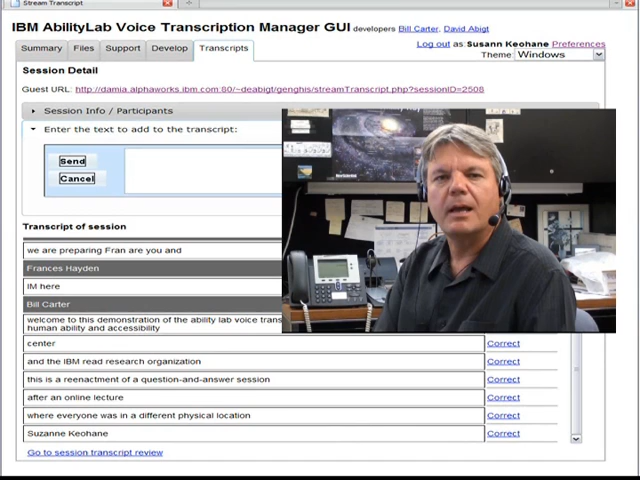 Stream Transcript
IBM AbilityLab Voice Transcription Manager GUI developers Bill Carter, David Abigt
Summary Files Support Develop Transcripts
Log out as:Susann Keohane Preferences
Theme: Windows
Session Detail
Guest URL: http://damia.alphaworks.ibm.com:80/~deabigt/genghis/streamTranscript.php?sessionID=2508
Session Info / Participants
Enter the text to add to the transcript:
Send
Cancel
Transcript of session
we are preparing Fran are you and
Frances Hayden
IM here
Bill Carter
welcome to this demonstration of the ability lab voice trans
human ability and accessibility
center Correct
and the IBM read research organization Correct
this is a reenactment of a question-and-answer session Correct
after an online lecture Correct
where everyone was in a different physical location Correct
Suzanne Keohane Correct
Go to session transcript review